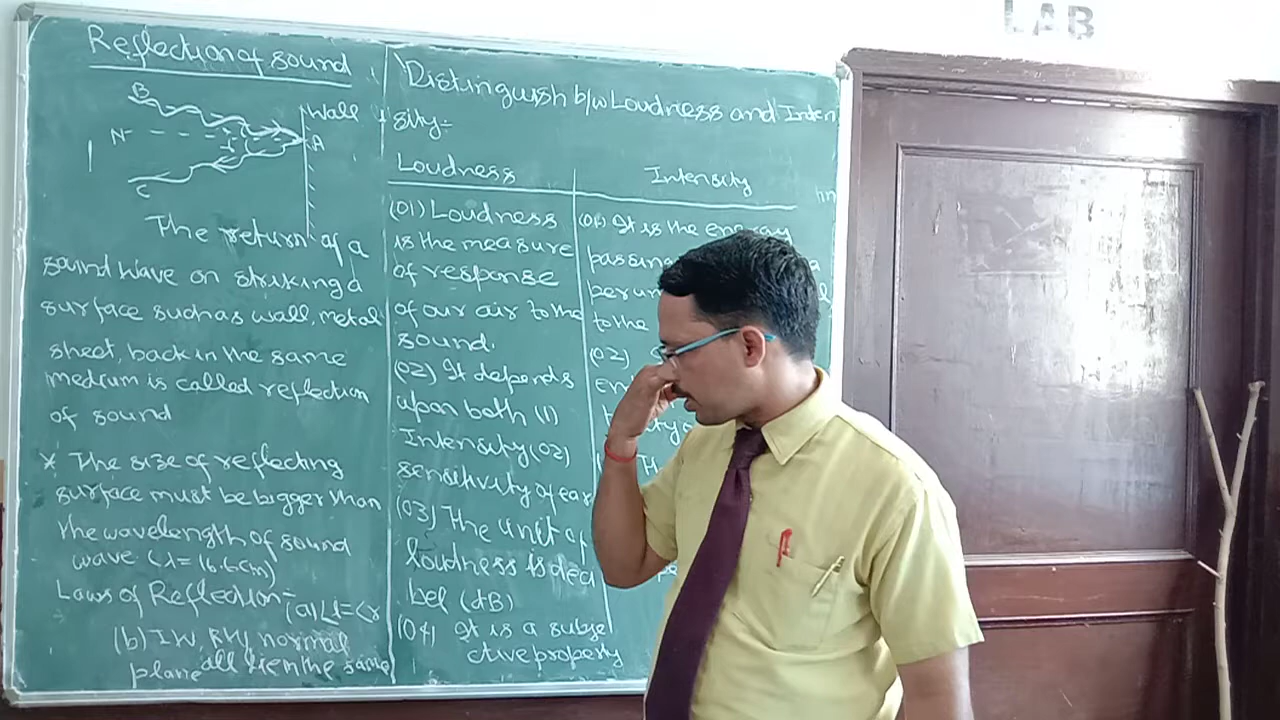 LAB
Reflection of sound
B
Wall
N
A
i
r
C
The return of a
sound wave on striking a
surface such as wall, metal
sheet, back in the same
medium is called reflection
of sound
* The size of reflecting
surface must be bigger than
the wavelength of sound
wave (λ = 16.6cm)
Laws of Reflection:-
(a) ∠i = ∠r
(b) I.W, R.W, normal
all lie in the same
plane
Distinguish b/w Loudness and Inten
sity:-
Loudness
(01) Loudness
is the measure
of response
of our air to the
sound.
(02) It depends
upon both (1)
Intensity (02)
sensitivity of ear
(03) The unit of
loudness is deci
bel (dB)
(04) It is a subje
ctive property
Intensity
(01) It is the energy
passing a
per un
to the
(02)